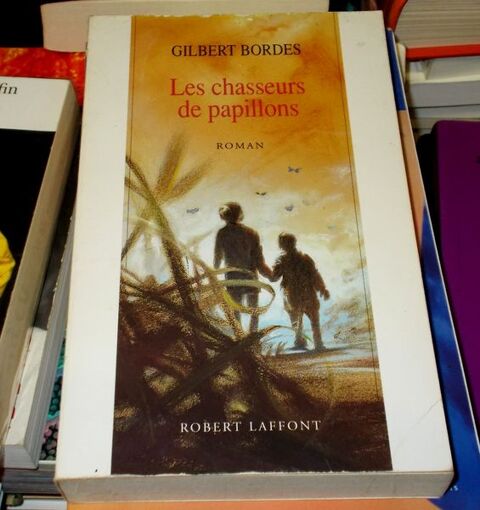 GILBERT BORDES
Les chasseurs
de papillons
ROMAN
ROBERT LAFFONT
fin